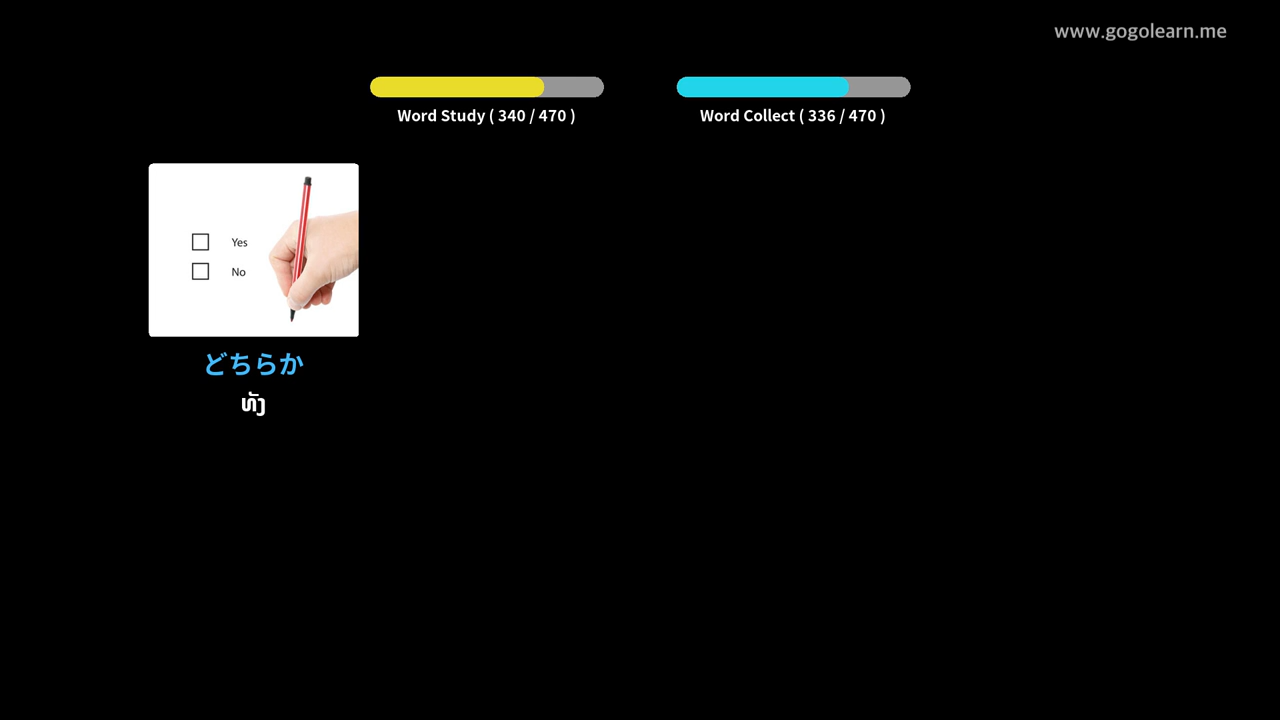 www.gogolearn.me
Word Study ( 340 / 470 )
Word Collect ( 336 / 470 )
Yes
No
どちらか
ທັງ